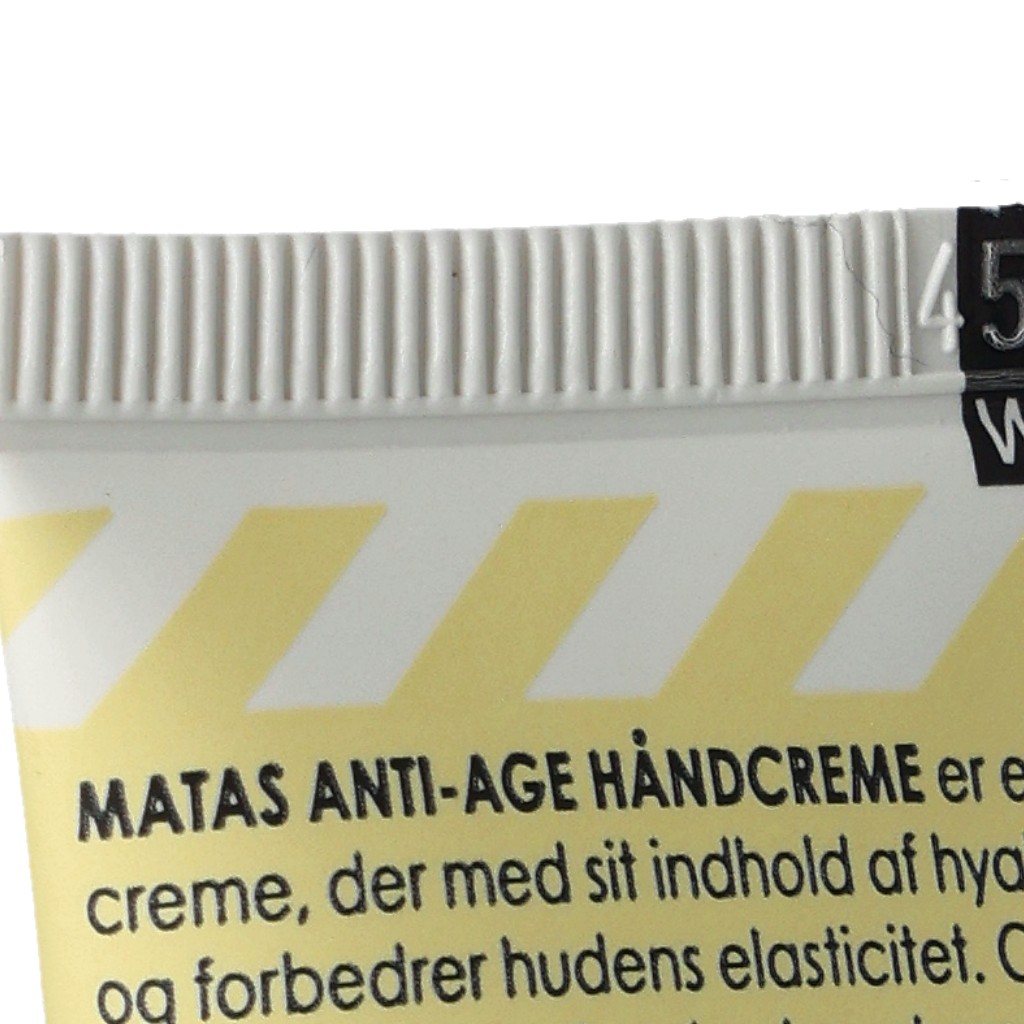 45
MATAS ANTI-AGE HÅNDCREME er
creme, der med sit indhold af
og forbedrer hudens elasticitet.